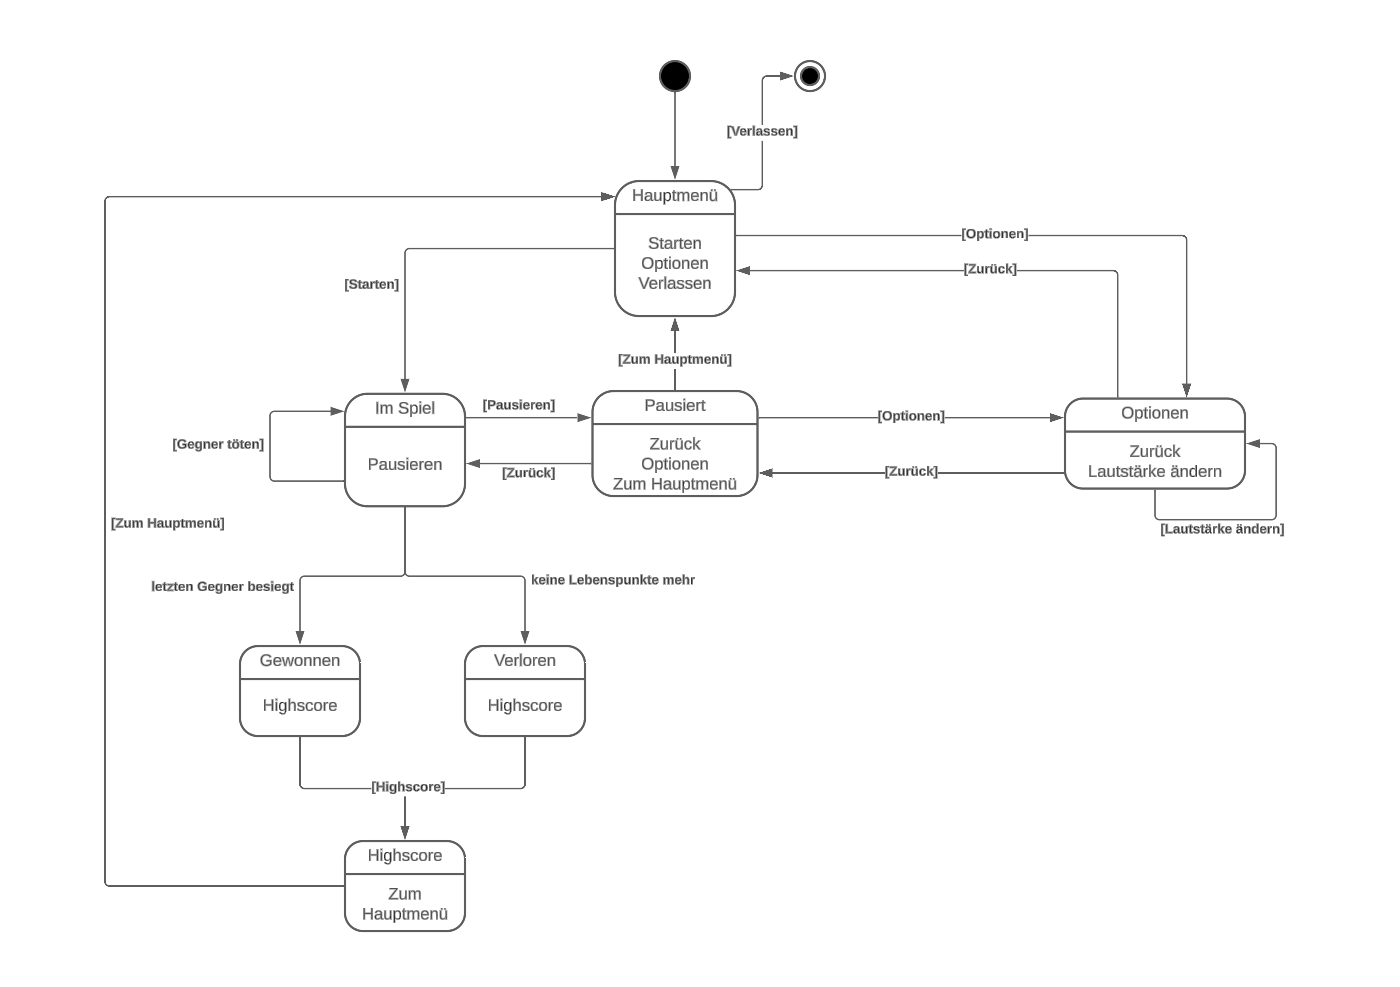 [Verlassen]
Hauptmenü
Starten
Optionen
Verlassen
[Optionen]
[Zurück]
[Starten]
[Zum Hauptmenü]
Im Spiel
Pausieren
[Gegner töten]
[Pausieren]
[Zurück]
Pausiert
Zurück
Optionen
Zum Hauptmenü
[Optionen]
[Zurück]
Optionen
Zurück
Lautstärke ändern
[Lautstärke ändern]
[Zum Hauptmenü]
letzten Gegner besiegt
keine Lebenspunkte mehr
Gewonnen
Highscore
Verloren
Highscore
[Highscore]
Highscore
Zum
Hauptmenü